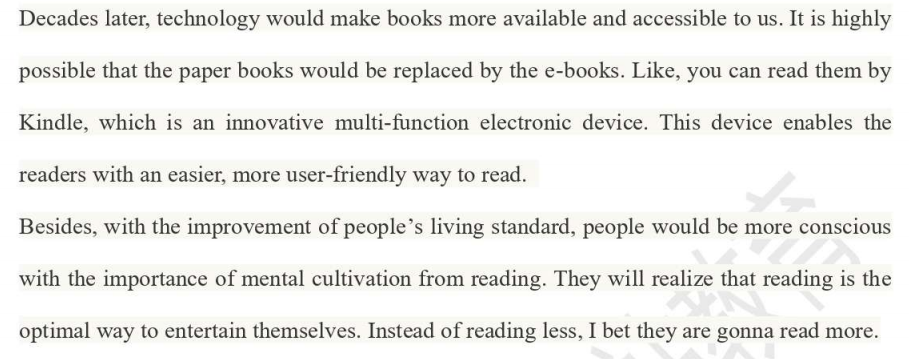 Decades later, technology would make books more available and accessible to us. It is highly
possible that the paper books would be replaced by the e-books. Like, you can read them by
Kindle, which is an innovative multi-function electronic device. This device enables the
readers with an easier, more user-friendly way to read.
Besides, with the improvement of people’s living standard, people would be more conscious
with the importance of mental cultivation from reading. They will realize that reading is the
optimal way to entertain themselves. Instead of reading less, I bet they are gonna read more.